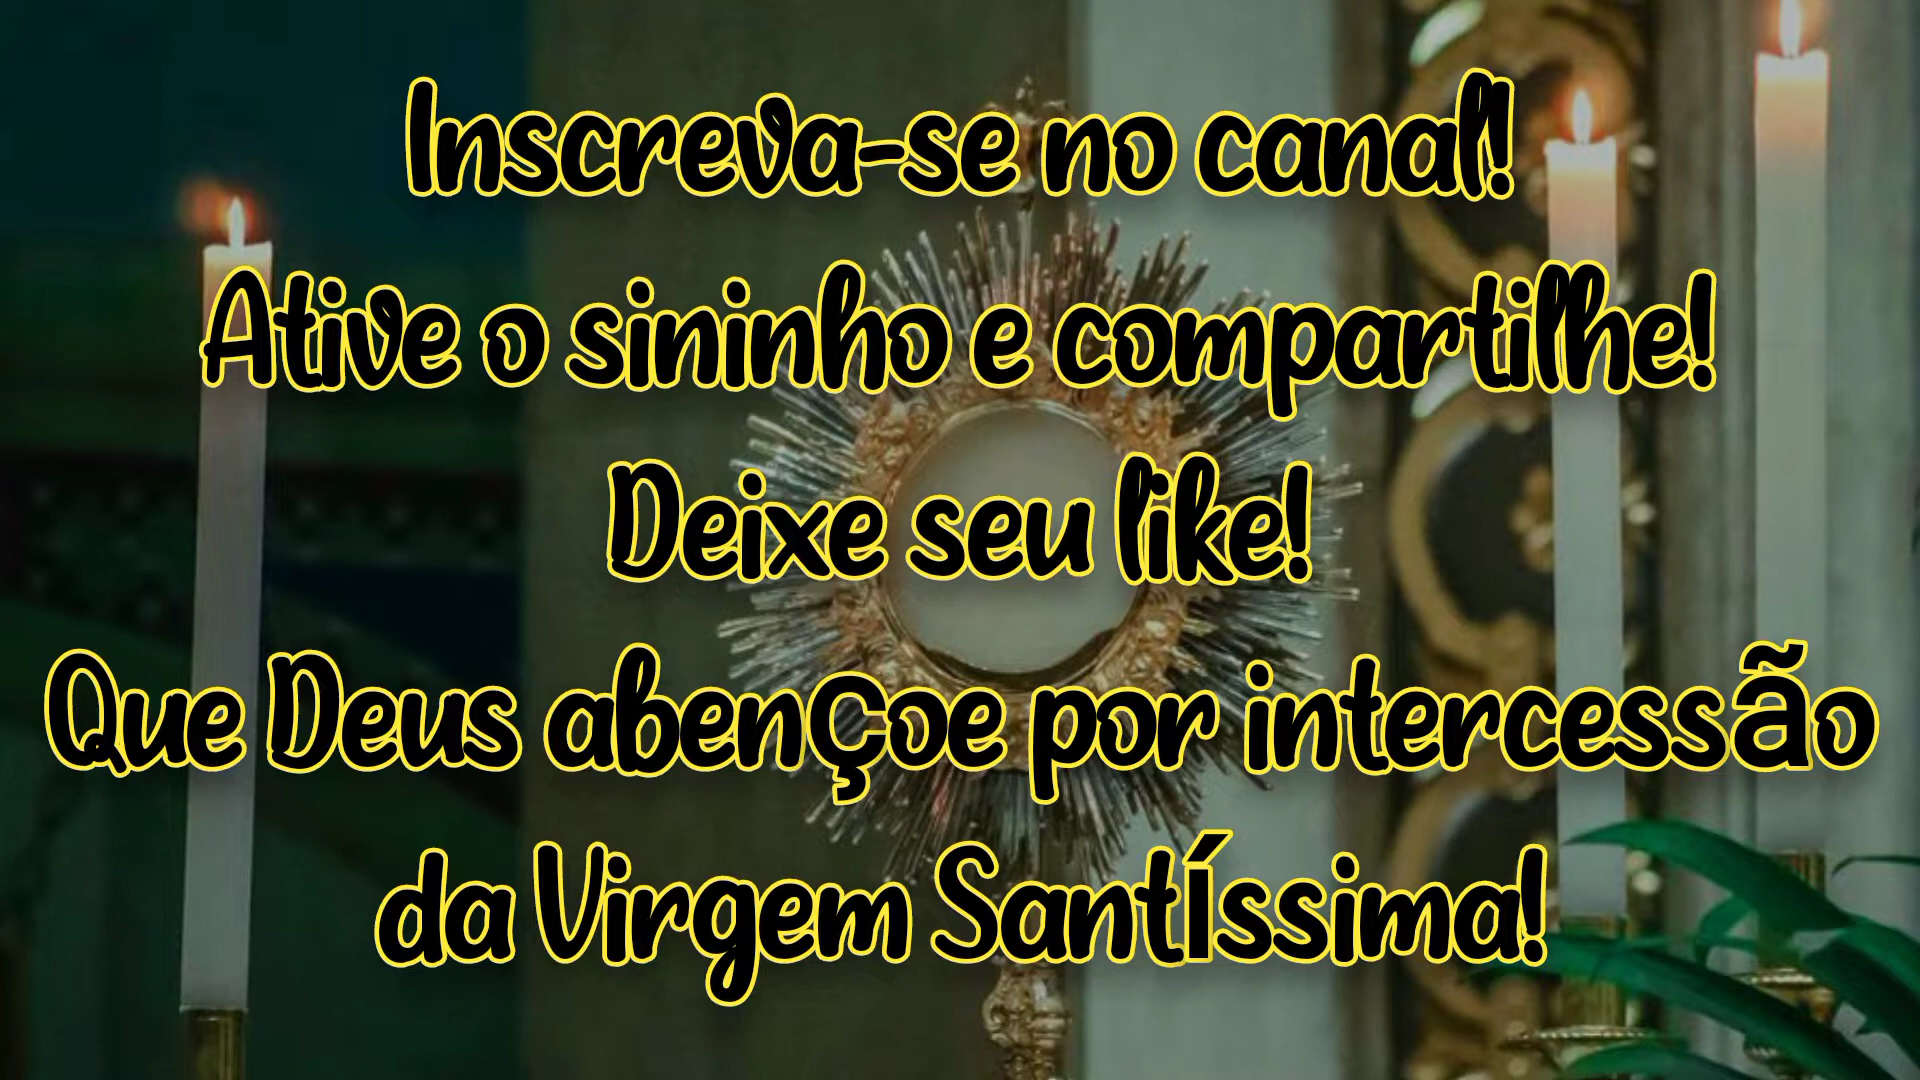 Inscreva-se no canal!
Ative o sininho e compartilhe!
Deixe seu like!
Que Deus abençoe por intercessão
da Virgem Santíssima!